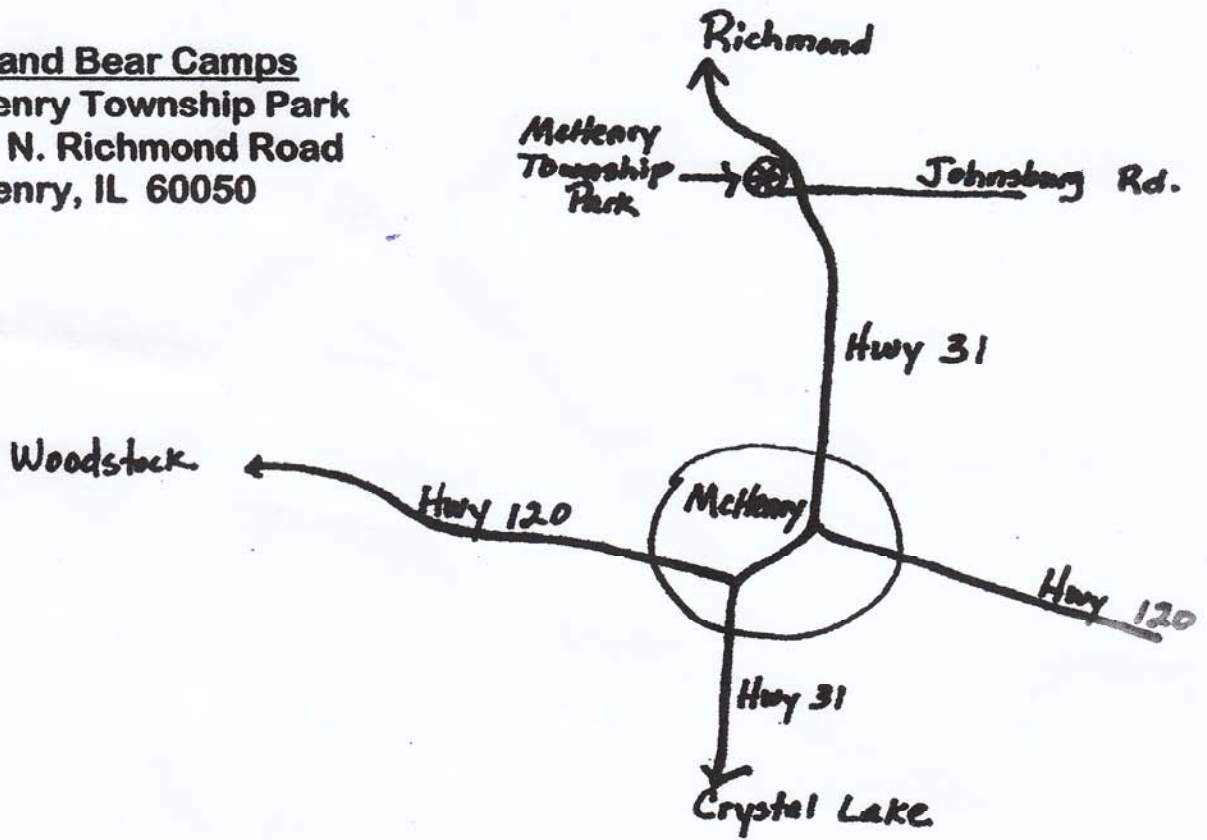 and Bear Camps
enry Township Park
N. Richmond Road
enry, IL 60050
Richmond
McHenry
Township
Park
Johnsburg Rd.
Hwy 31
Woodstock
Hwy 120
McHenry
Hwy 120
Hwy 31
Crystal Lake